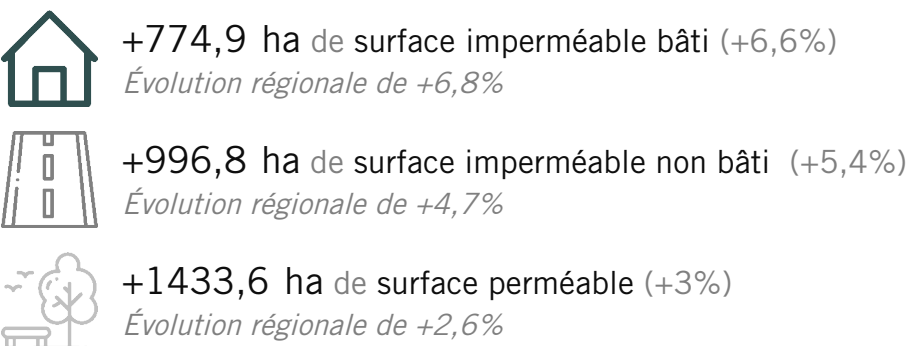 +774,9 ha de surface imperméable bâti (+6,6%)
Évolution régionale de +6,8%
+996,8 ha de surface imperméable non bâti (+5,4%)
Évolution régionale de +4,7%
+1433,6 ha de surface perméable (+3%)
Évolution régionale de +2,6%